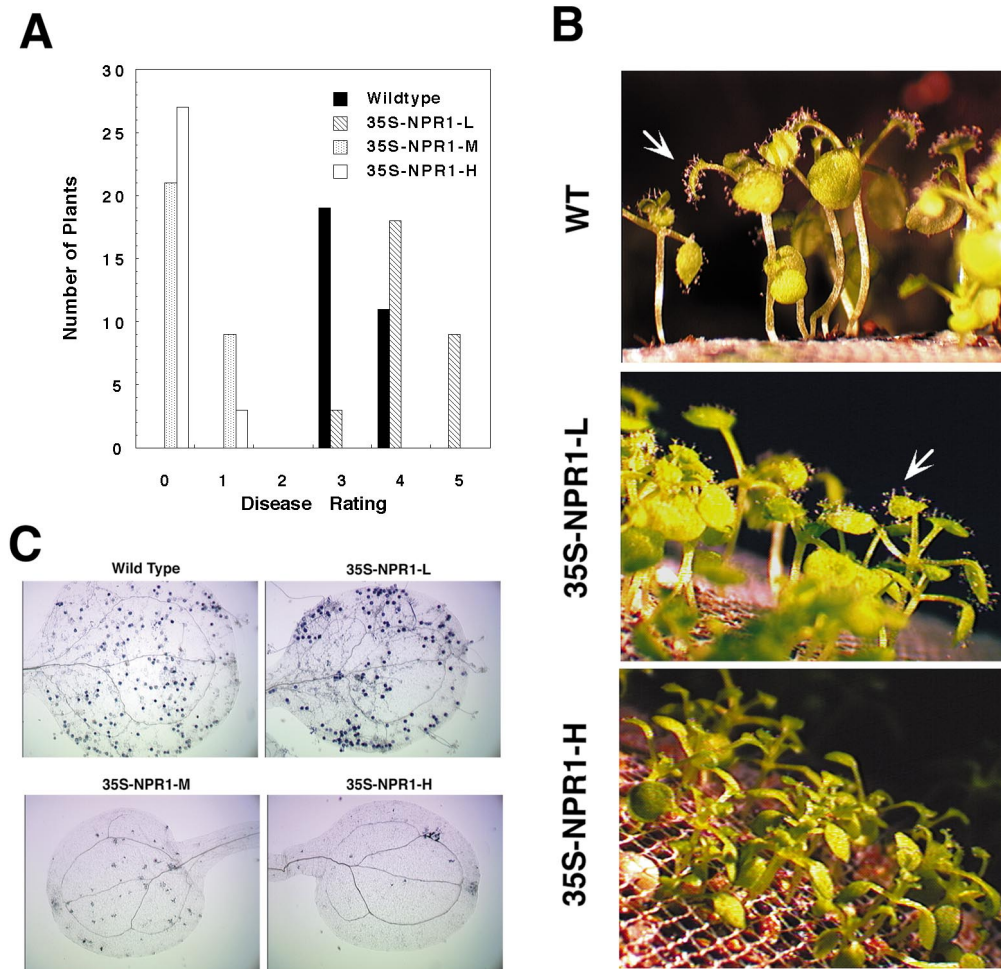 A
30
25
20
15
10
5
0
Number of Plants
Wildtype
35S-NPR1-L
35S-NPR1-M
35S-NPR1-H
0 1 2 3 4 5
Disease Rating
B
WT
35S-NPR1-L
35S-NPR1-H
C
Wild Type 35S-NPR1-L
35S-NPR1-M 35S-NPR1-H